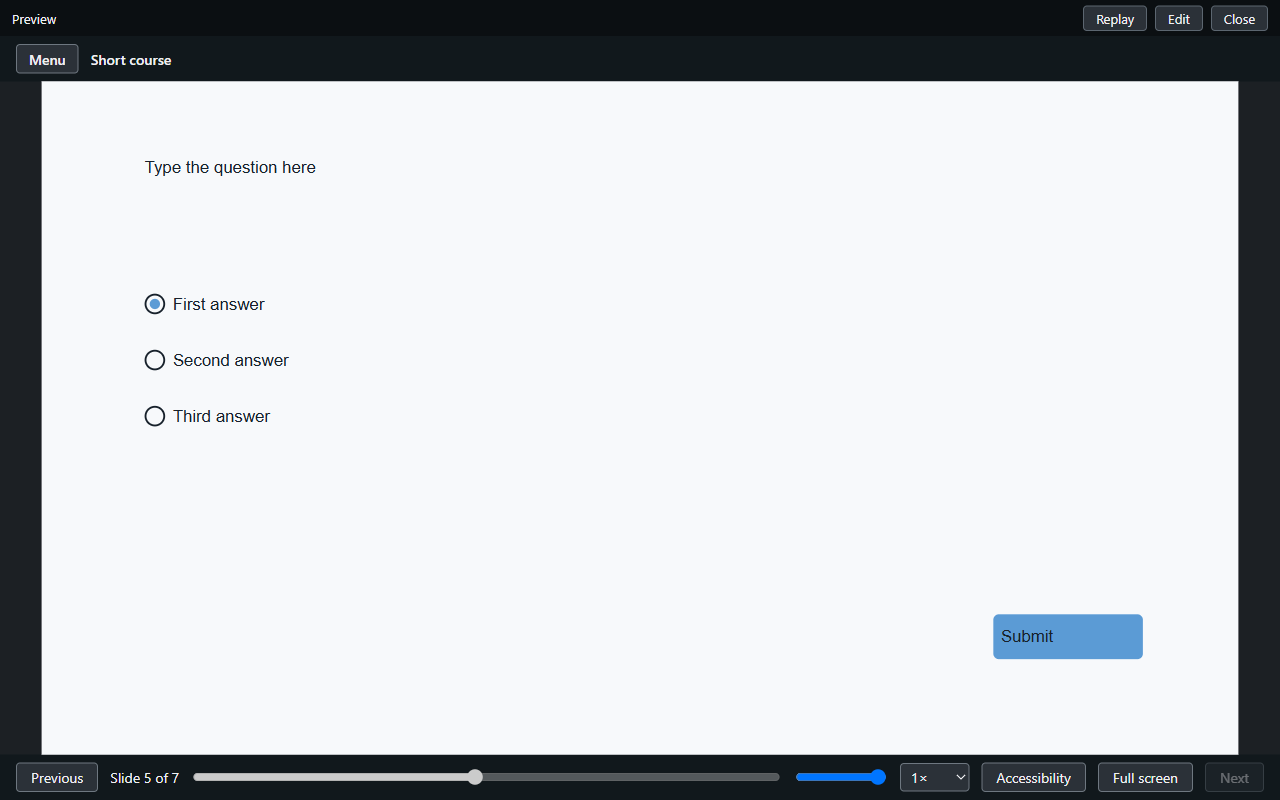 Preview
Replay
Edit
Close
Menu
Short course
Type the question here
First answer
Second answer
Third answer
Submit
Previous
Slide 5 of 7
1×
Accessibility
Full screen
Next